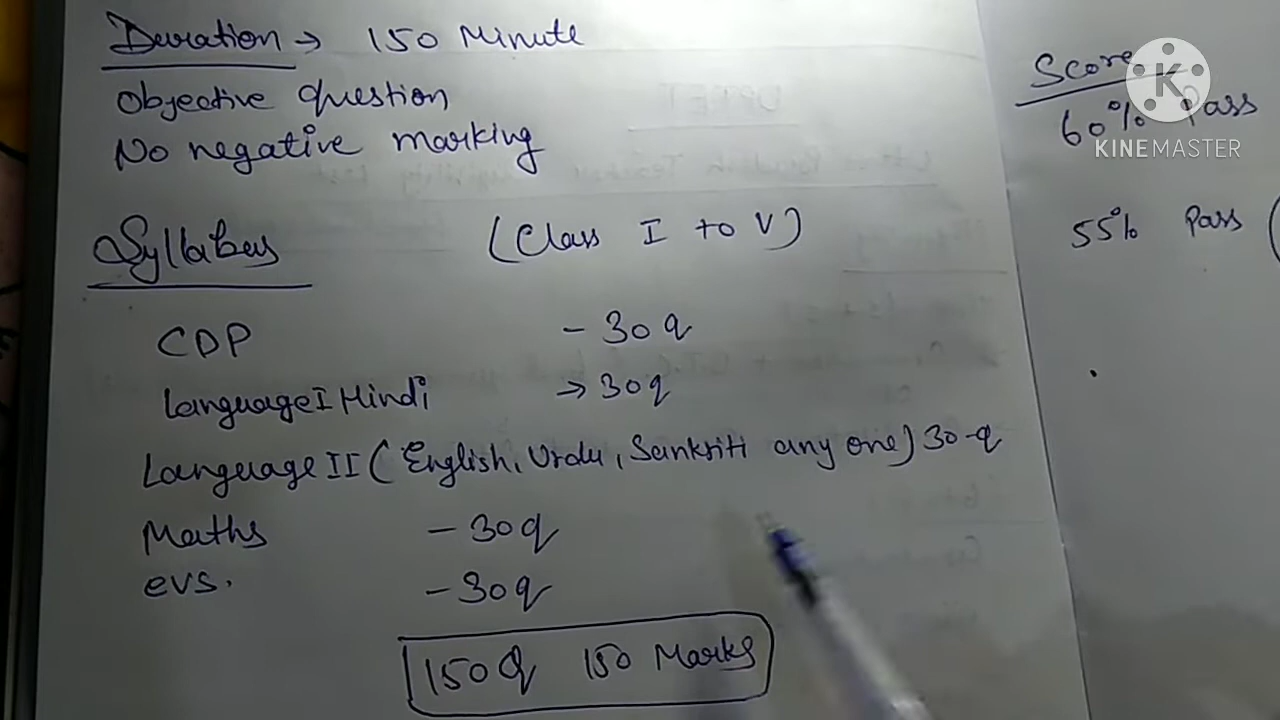 Duration → 150 Minute
Objective question
No negative marking
Syllabus (Class I to V)
CDP - 30 q
Language I Hindi → 30 q
Language II ( English, Urdu, Sankriti any one) 30-q
Maths - 30 q
evs. - 30 q
150 Q 150 Marks
Score
60% Pass
55% Pass (
KINEMASTER